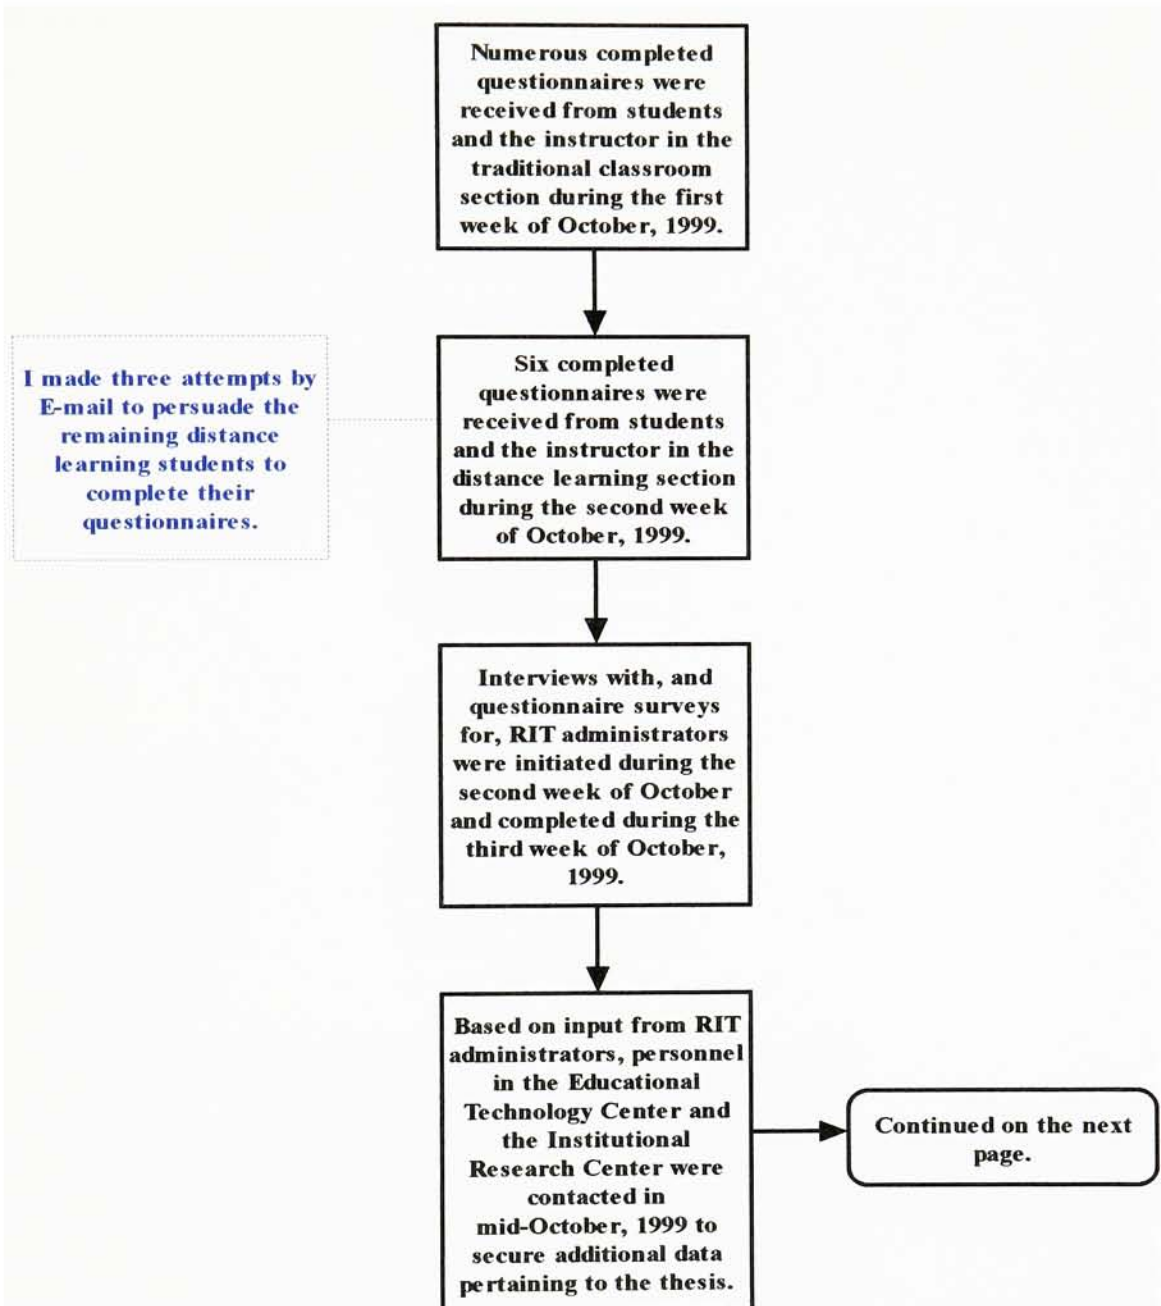 Numerous completed
questionnaires were
received from students
and the instructor in the
traditional classroom
section during the first
week of October, 1999.
I made three attempts by
E-mail to persuade the
remaining distance
learning students to
complete their
questionnaires.
Six completed
questionnaires were
received from students
and the instructor in the
distance learning section
during the second week
of October, 1999.
Interviews with, and
questionnaire surveys
for, RIT administrators
were initiated during the
second week of October
and completed during the
third week of October,
1999.
Based on input from RIT
administrators, personnel
in the Educational
Technology Center and
the Institutional
Research Center were
contacted in
mid-October, 1999 to
secure additional data
pertaining to the thesis.
Continued on the next
page.